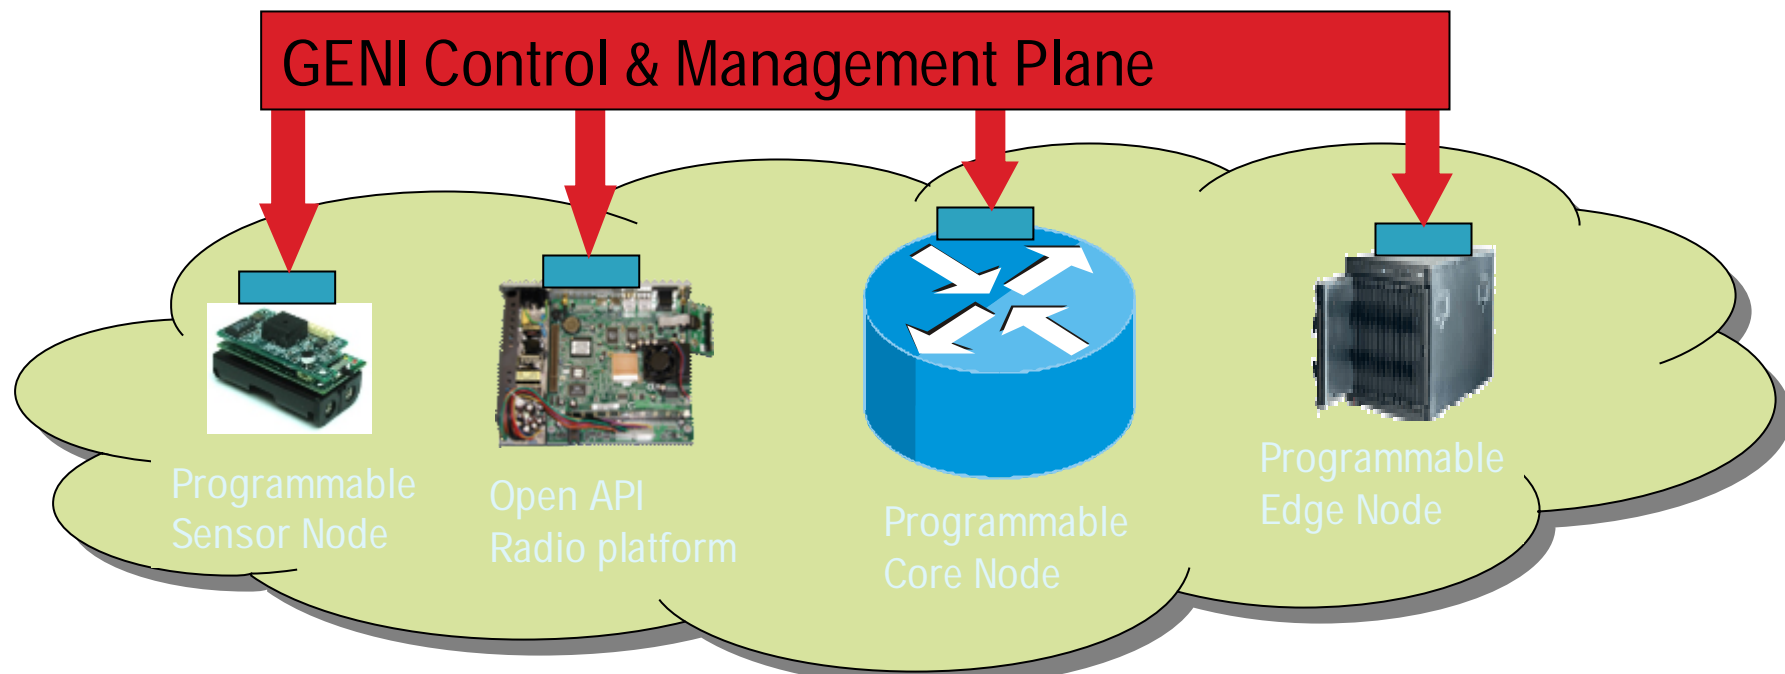 GENI Control & Management Plane
Programmable
Sensor Node
Open API
Radio platform
Programmable
Core Node
Programmable
Edge Node